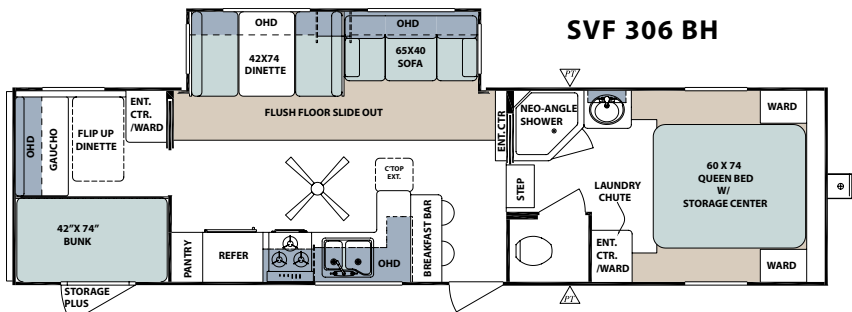 SVF 306 BH
OHD
OHD
42X74
DINETTE
65X40
SOFA
PT
FLUSH FLOOR SLIDE OUT
ENT.
CTR.
/WARD
OHD
GAUCHO
FLIP UP
DINETTE
ENT. CTR
NEO-ANGLE
SHOWER
WARD
C'TOP
EXT.
60 X 74
QUEEN BED
W/
STORAGE CENTER
STEP
LAUNDRY
CHUTE
42”X 74”
BUNK
PANTRY
REFER
OHD
BREAKFAST BAR
ENT.
CTR.
/WARD
WARD
STORAGE
PLUS
PT